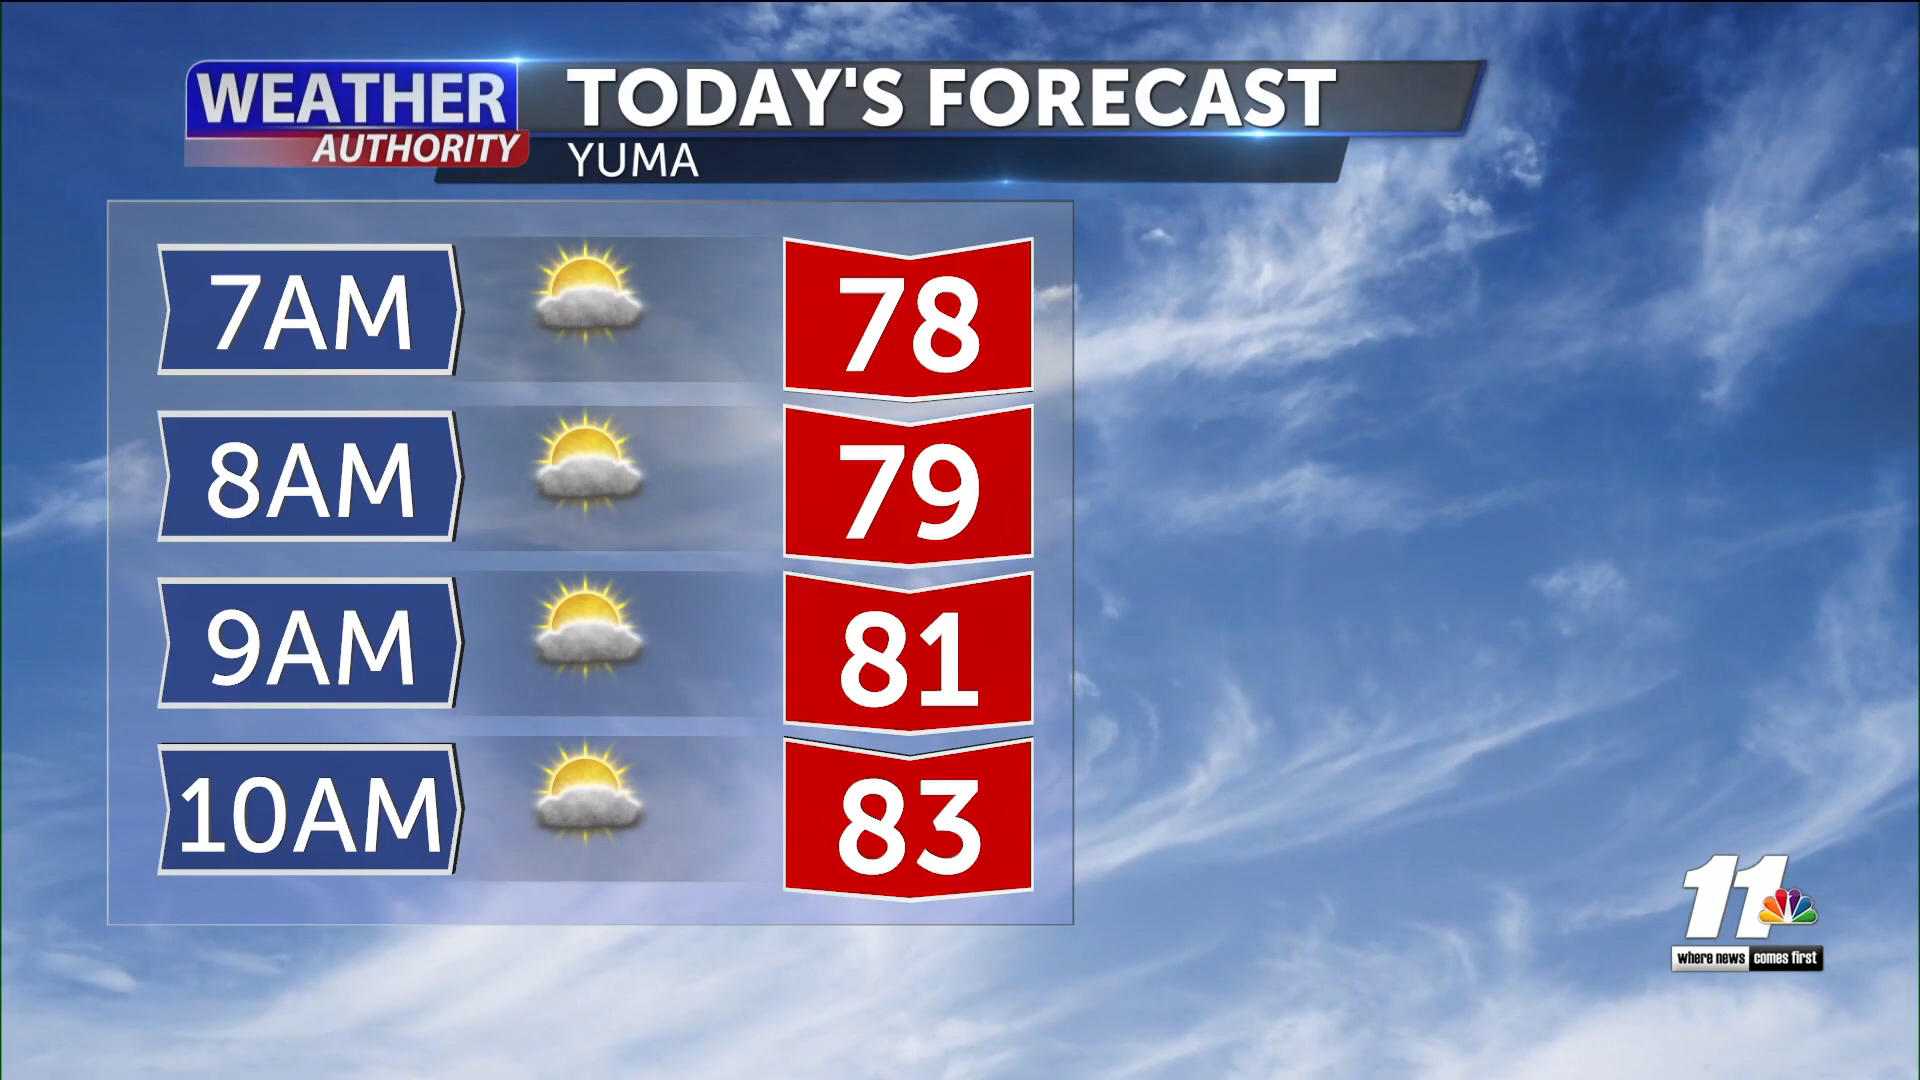 WEATHER
AUTHORITY
TODAY'S FORECAST
YUMA
7AM 78
8AM 79
9AM 81
10AM 83
11
where news comes first